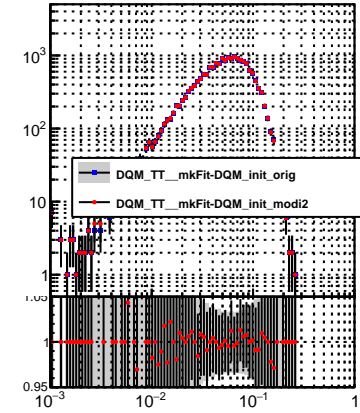 10³
10²
DQM_TT__mkFit-DQM_init_orig
10
DQM_TT__mkFit-DQM_init_modi2
1
1.05
1
0.95
10⁻³ 10⁻² 10⁻¹ 1